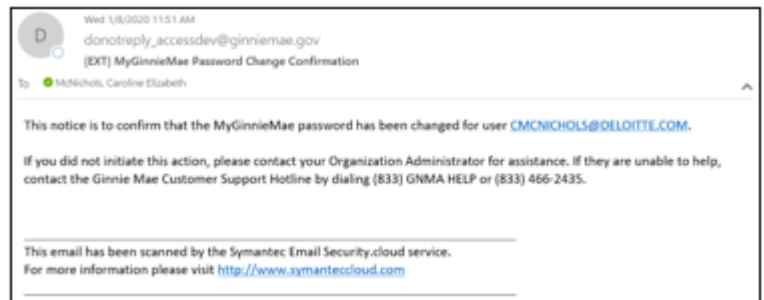 Wed 1/8/2020 11:51 AM
D
donotreply_accessdev@ginniemae.gov
[EXT] MyGinnieMae Password Change Confirmation
To McNichols, Caroline Elizabeth
This notice is to confirm that the MyGinnieMae password has been changed for user CMCNICHOLS@DELOITTE.COM.
If you did not initiate this action, please contact your Organization Administrator for assistance. If they are unable to help,
contact the Ginnie Mae Customer Support Hotline by dialing (833) GNMA HELP or (833) 466-2435.
This email has been scanned by the Symantec Email Security.cloud service.
For more information please visit http://www.symanteccloud.com